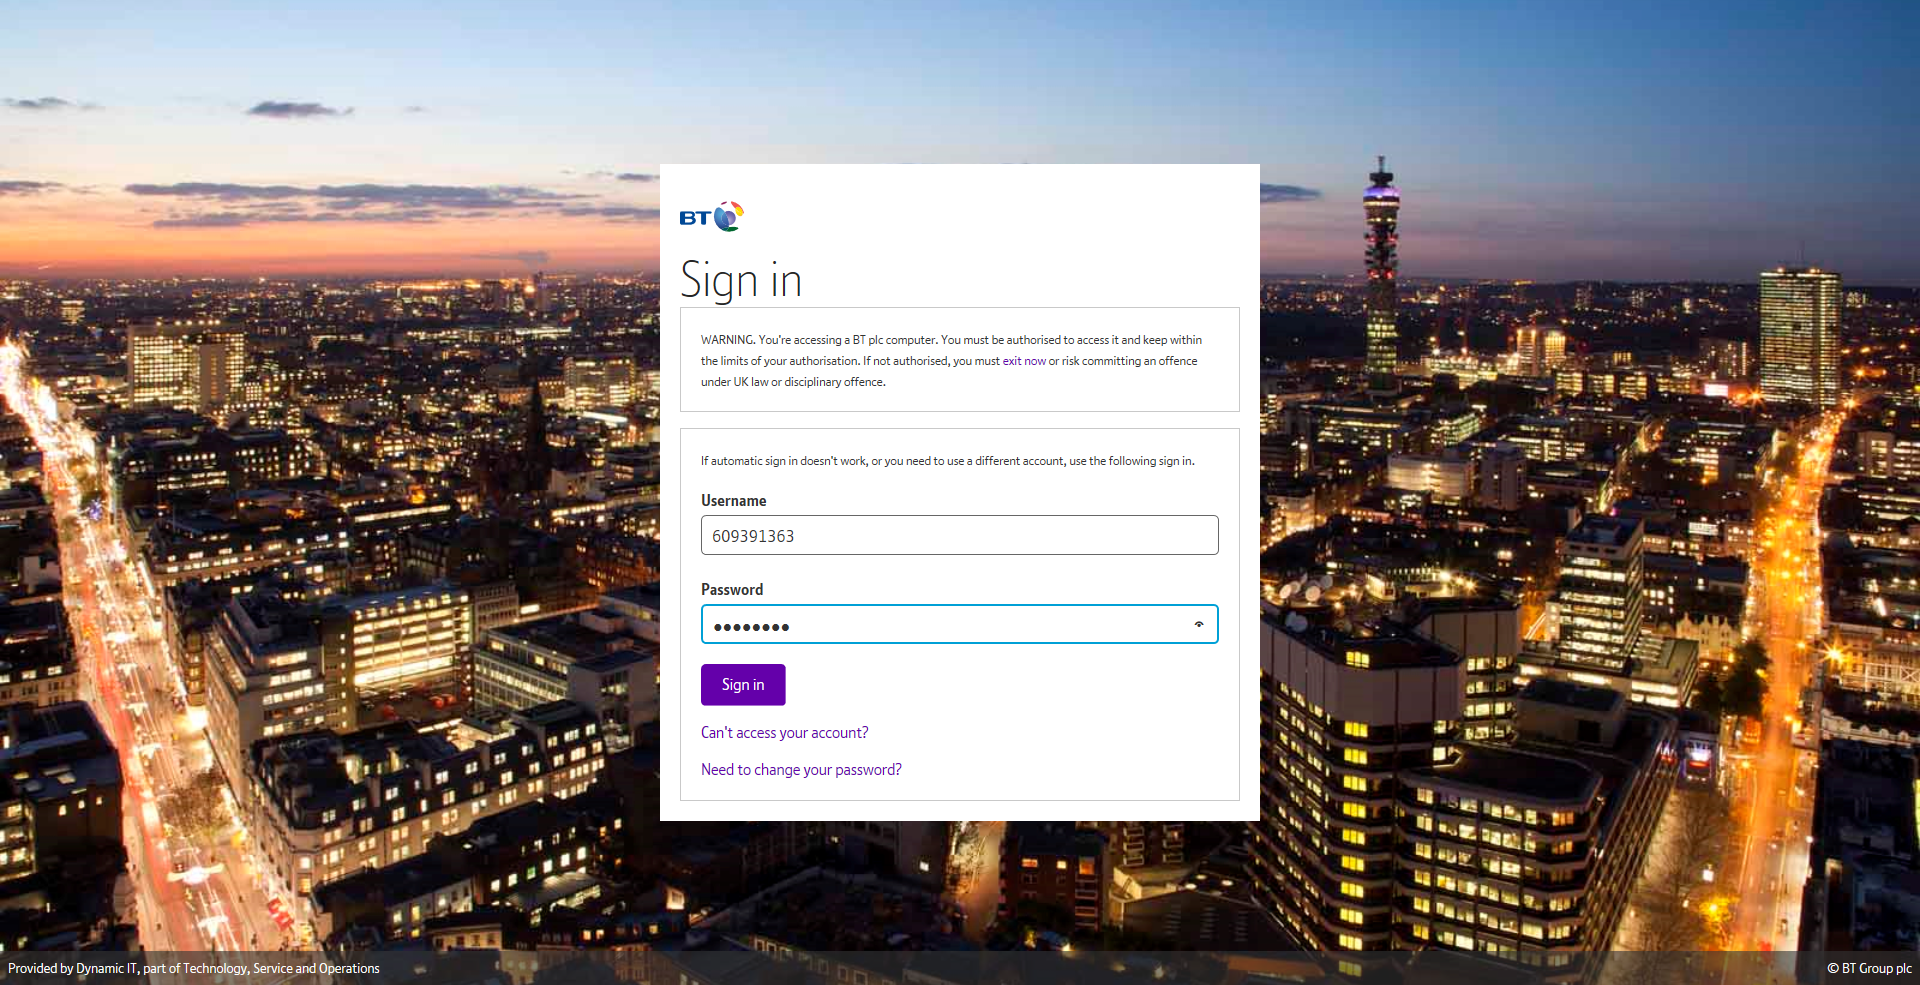 BT
Sign in
WARNING. You're accessing a BT plc computer. You must be authorised to access it and keep within
the limits of your authorisation. If not authorised, you must exit now or risk committing an offence
under UK law or disciplinary offence.
If automatic sign in doesn't work, or you need to use a different account, use the following sign in.
Username
609391363
Password
••••••••
Sign in
Can't access your account?
Need to change your password?
Provided by Dynamic IT, part of Technology, Service and Operations
© BT Group plc